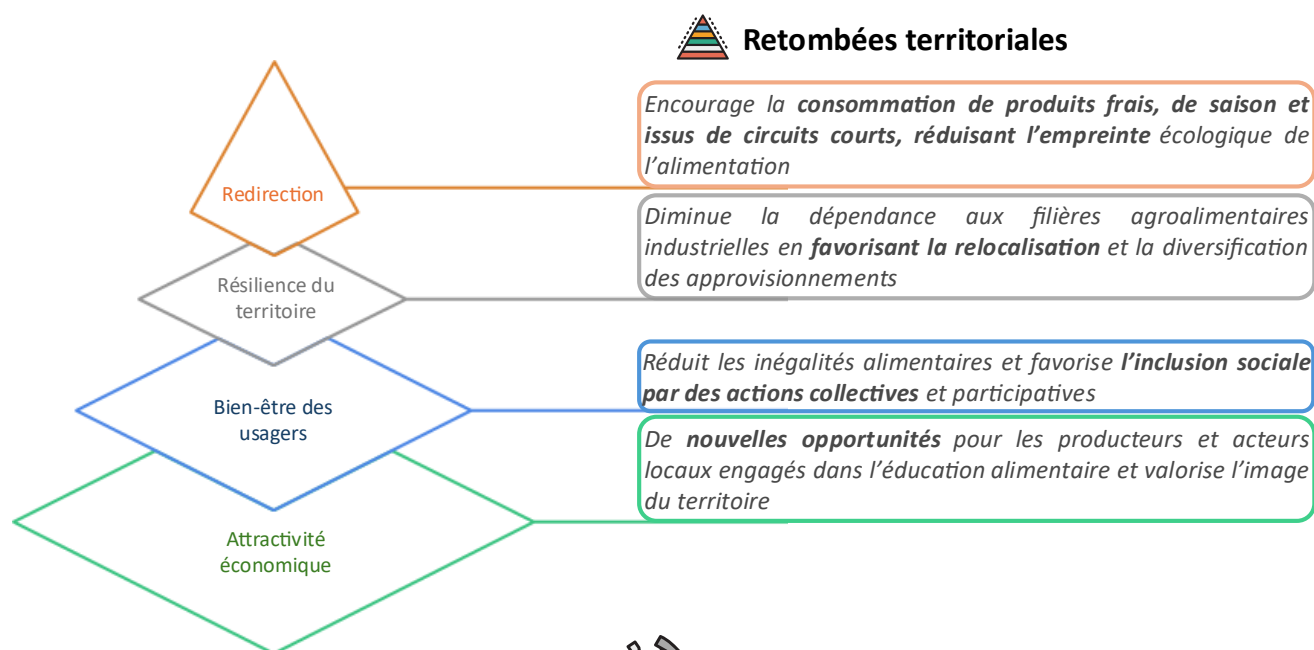 Retombées territoriales
Redirection
Encourage la consommation de produits frais, de saison et
issus de circuits courts, réduisant l’empreinte écologique de
l’alimentation
Résilience du
territoire
Diminue la dépendance aux filières agroalimentaires
industrielles en favorisant la relocalisation et la diversification
des approvisionnements
Bien-être des
usagers
Réduit les inégalités alimentaires et favorise l’inclusion sociale
par des actions collectives et participatives
Attractivité
économique
De nouvelles opportunités pour les producteurs et acteurs
locaux engagés dans l’éducation alimentaire et valorise l’image
du territoire